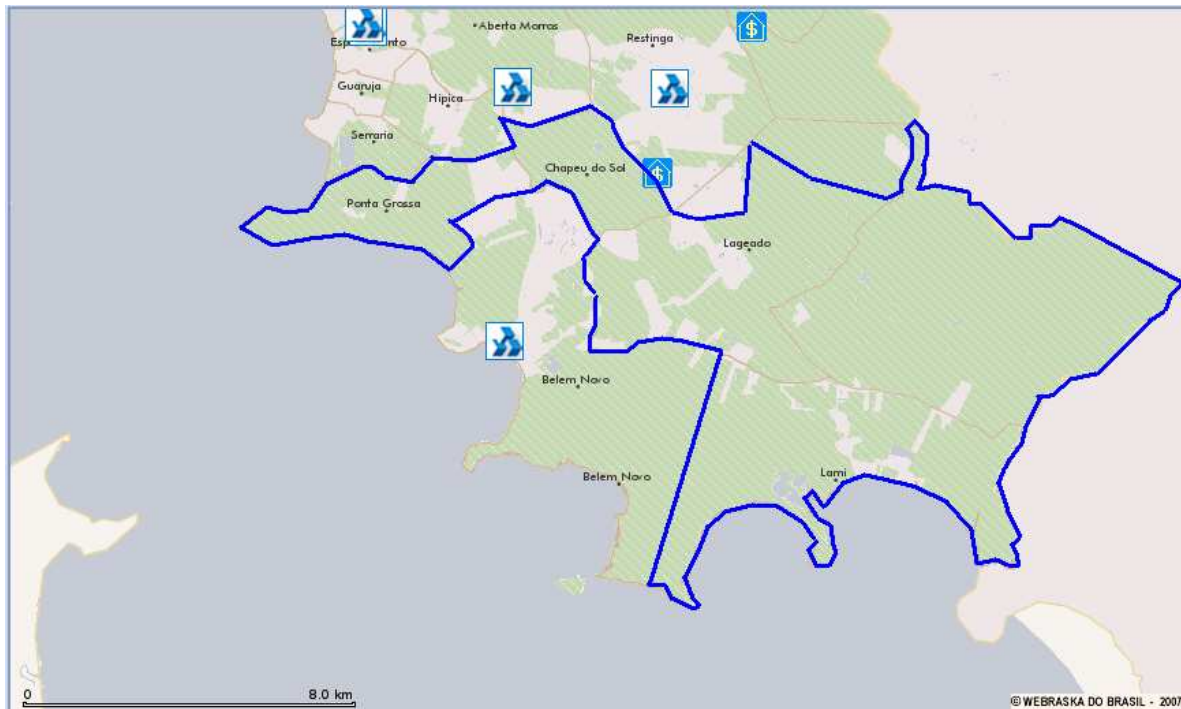 Aberta Morros
Restinga
Guaruja
Hipica
Serraria
Chapeu do Sol
Ponta Grossa
Lageado
Belem Novo
Belem Novo
Lami
0 8.0 km
© WEBRASKA DO BRASIL - 2007